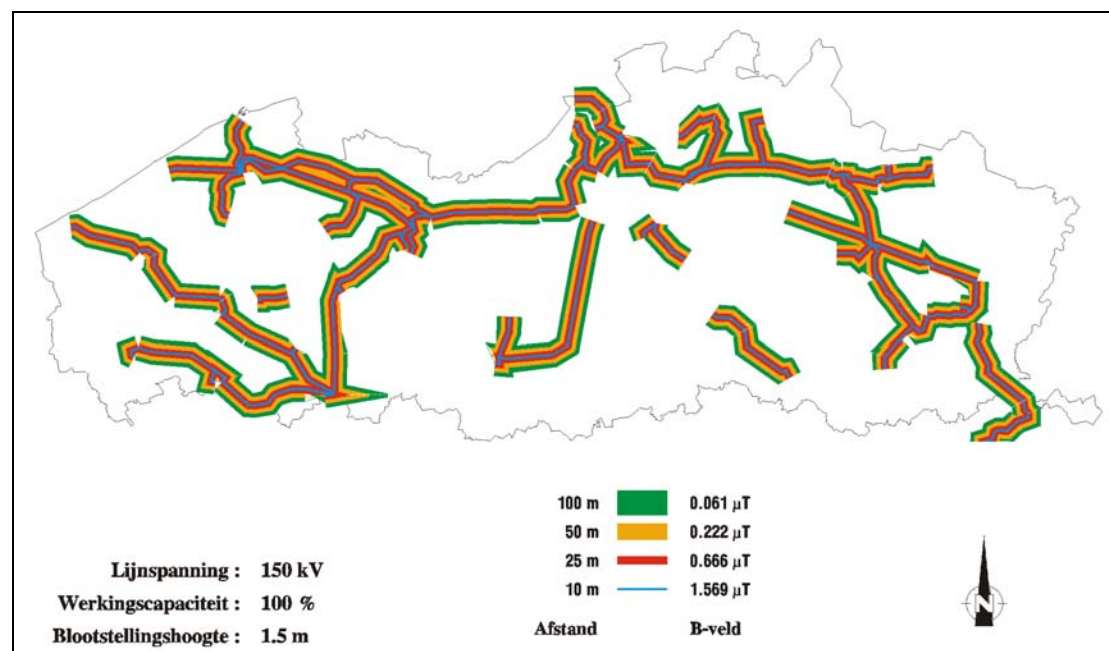 100 m 0.061 µT
50 m 0.222 µT
25 m 0.666 µT
10 m 1.569 µT
Afstand B-veld
Lijnspanning : 150 kV
Werkingscapaciteit : 100 %
Blootstellingshoogte : 1.5 m
N